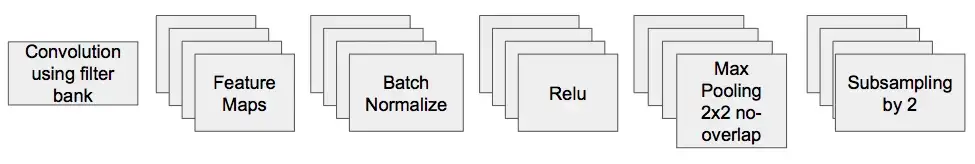 Convolution
using filter
bank
Feature
Maps
Batch
Normalize
Relu
Max
Pooling
2x2 no-
overlap
Subsampling
by 2